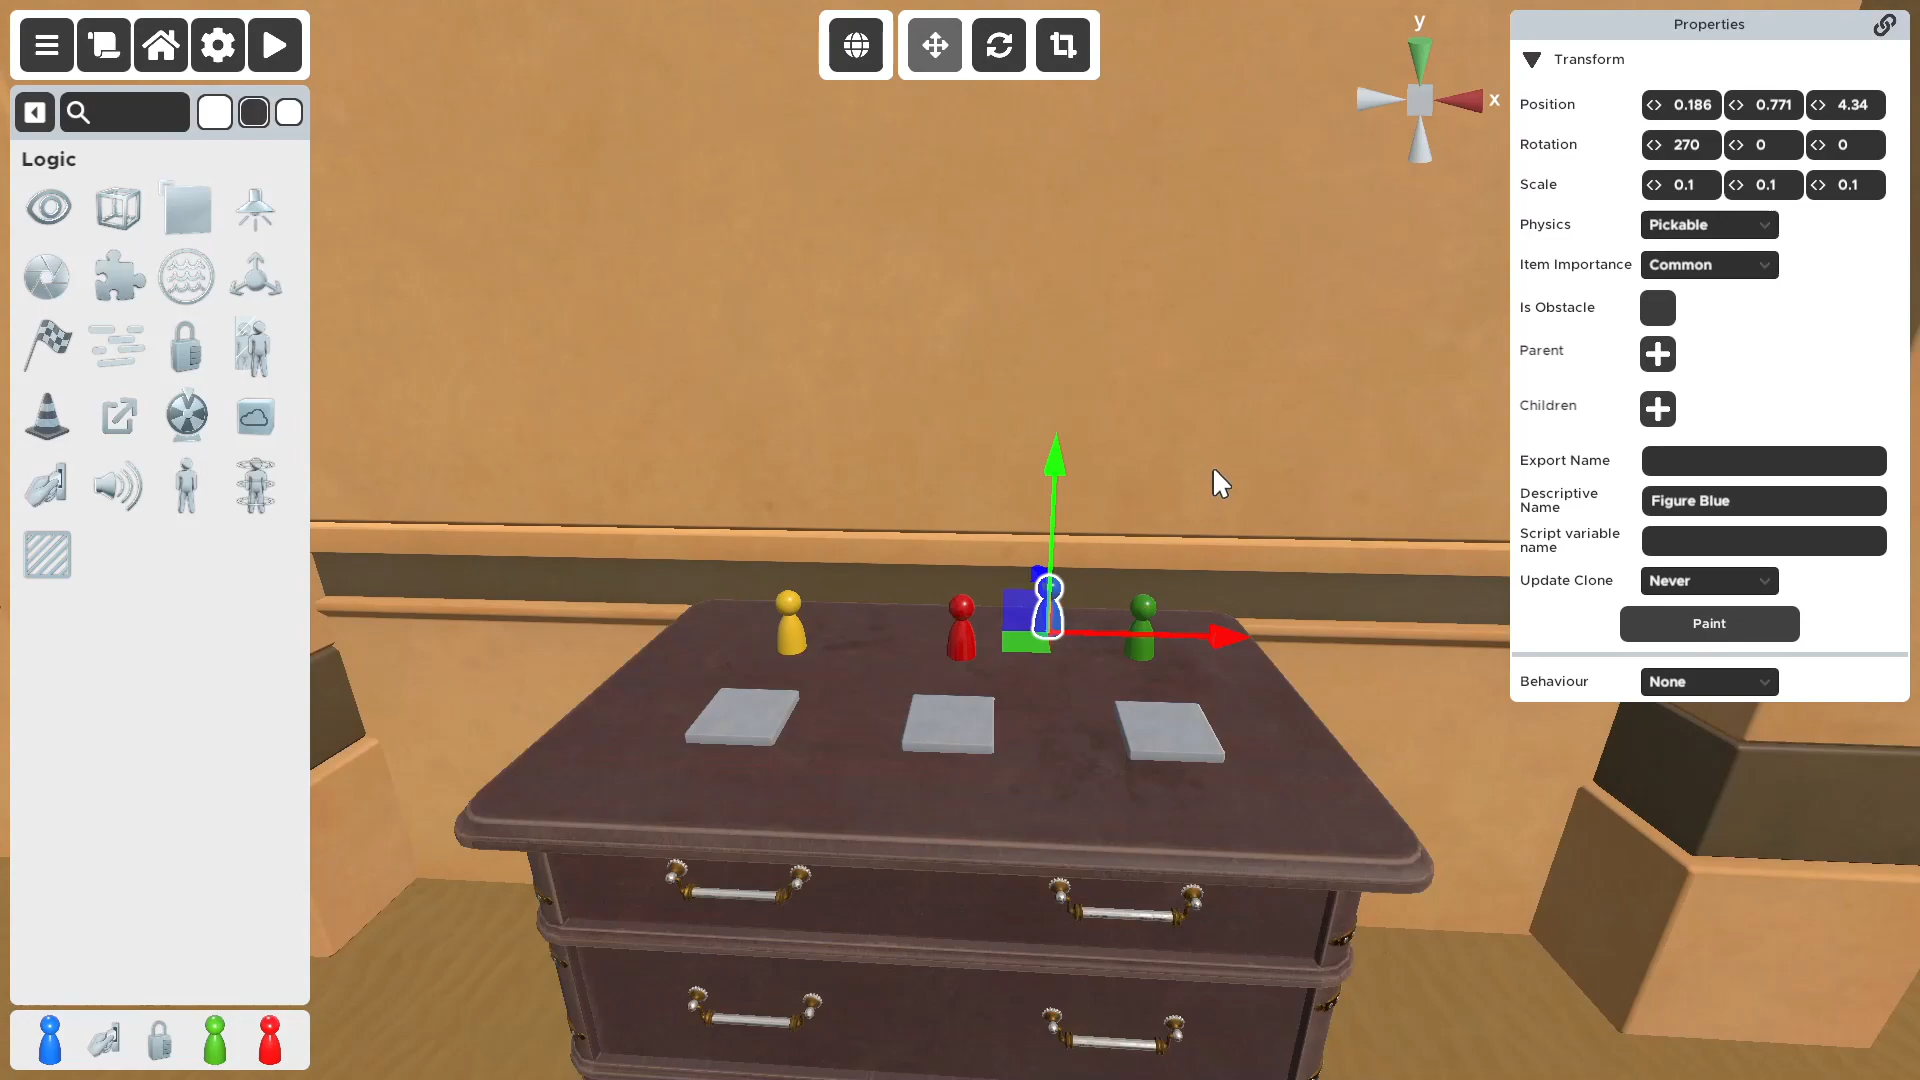 y
x
Properties
Transform
Position 0.186 0.771 4.34
Rotation 270 0 0
Scale 0.1 0.1 0.1
Physics Pickable
Item Importance Common
Is Obstacle
Parent
Children
Export Name
Descriptive Name Figure Blue
Script variable name
Update Clone Never
Paint
Behaviour None
Logic